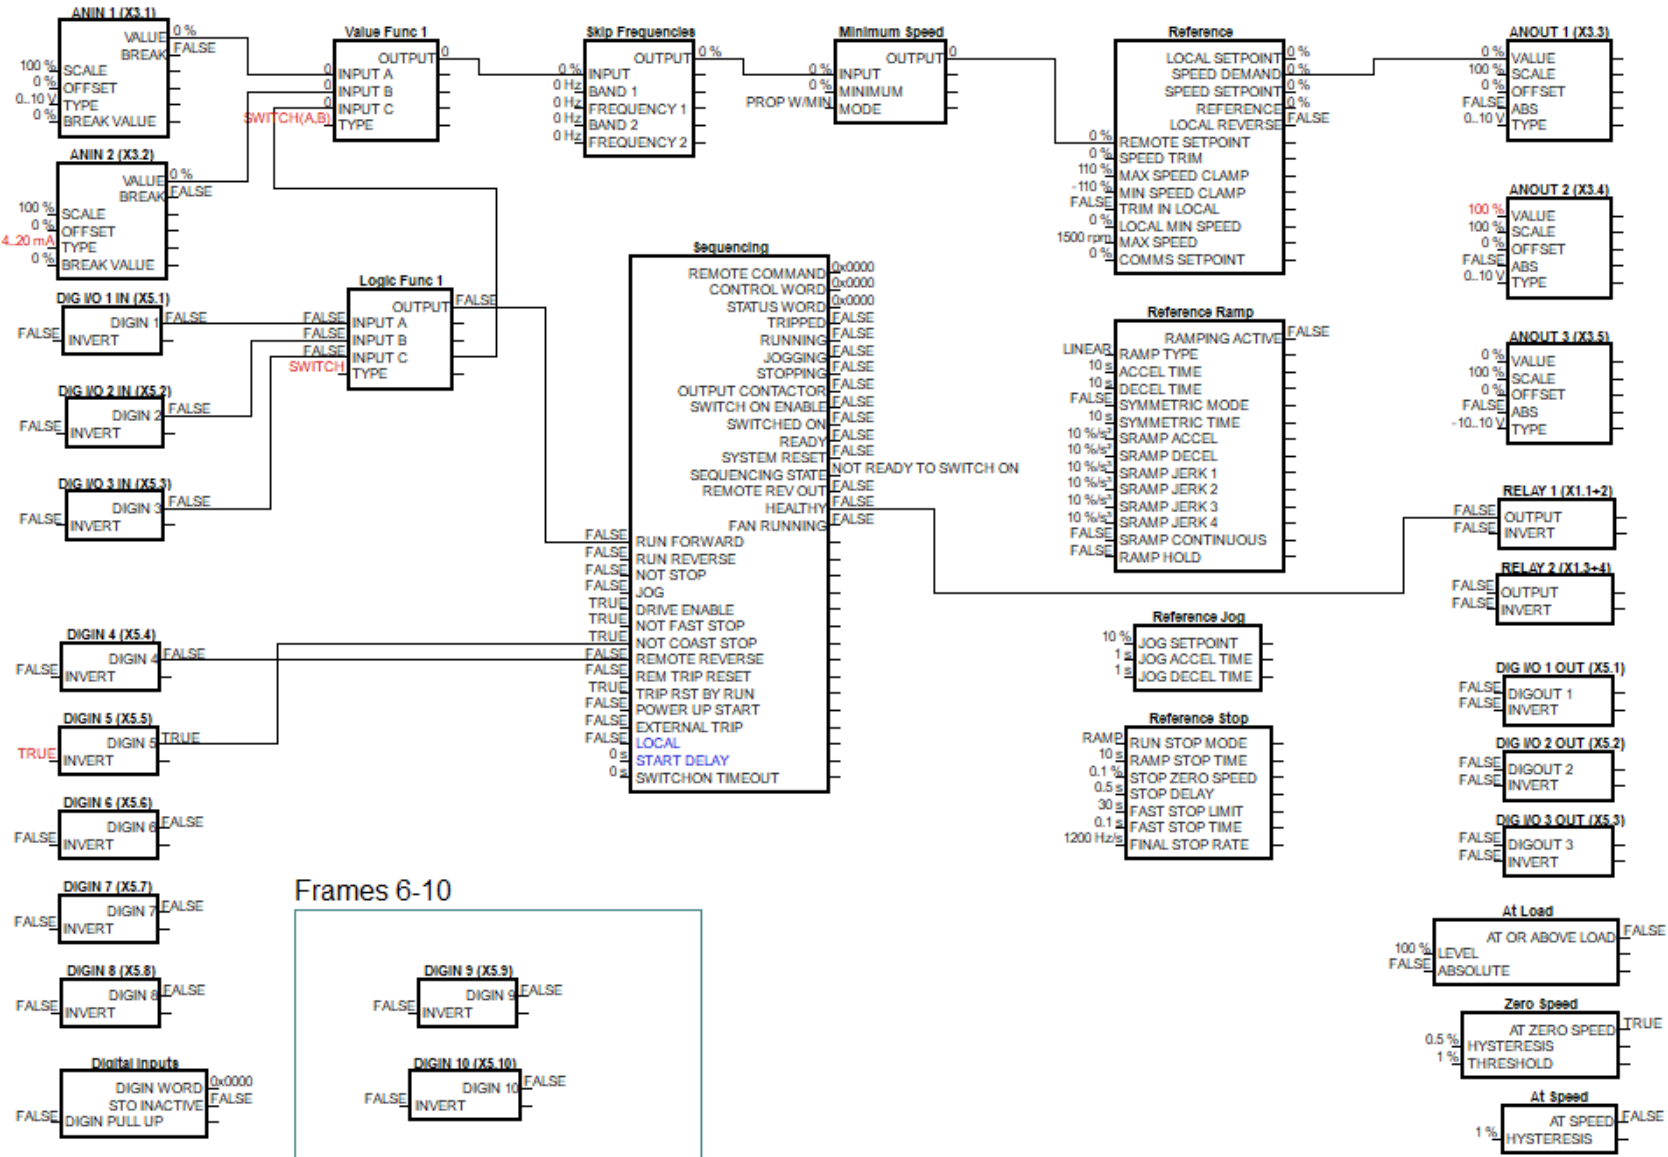 ANIN 1 (X3.1)
VALUE 0 %
BREAK FALSE
100 % SCALE
0 % OFFSET
0..10 V TYPE
0 % BREAK VALUE
ANIN 2 (X3.2)
VALUE 0 %
BREAK FALSE
100 % SCALE
0 % OFFSET
4..20 mA TYPE
0 % BREAK VALUE
DIG I/O 1 IN (X5.1)
DIGIN 1 FALSE
FALSE INVERT
DIG I/O 2 IN (X5.2)
DIGIN 2 FALSE
FALSE INVERT
DIG I/O 3 IN (X5.3)
DIGIN 3 FALSE
FALSE INVERT
DIGIN 4 (X5.4)
DIGIN 4 FALSE
FALSE INVERT
DIGIN 5 (X5.5)
DIGIN 5 TRUE
TRUE INVERT
DIGIN 6 (X5.6)
DIGIN 6 FALSE
FALSE INVERT
DIGIN 7 (X5.7)
DIGIN 7 FALSE
FALSE INVERT
DIGIN 8 (X5.8)
DIGIN 8 FALSE
FALSE INVERT
Digital Inputs
DIGIN WORD 0x0000
STO INACTIVE FALSE
FALSE DIGIN PULL UP
Value Func 1
OUTPUT 0
0 INPUT A
0 INPUT B
0 INPUT C
SWITCH(A,B) TYPE
Logic Func 1
OUTPUT FALSE
FALSE INPUT A
FALSE INPUT B
FALSE INPUT C
SWITCH TYPE
Frames 6-10
DIGIN 9 (X5.9)
DIGIN 9 FALSE
FALSE INVERT
DIGIN 10 (X5.10)
DIGIN 10 FALSE
FALSE INVERT
Skip Frequencies
OUTPUT 0 %
0 % INPUT
0 Hz BAND 1
0 Hz FREQUENCY 1
0 Hz BAND 2
0 Hz FREQUENCY 2
Minimum Speed
OUTPUT 0
0 % INPUT
0 % MINIMUM
PROP W/MIN MODE
Sequencing
REMOTE COMMAND 0x0000
CONTROL WORD 0x0000
STATUS WORD 0x0000
TRIPPED FALSE
RUNNING FALSE
JOGGING FALSE
STOPPING FALSE
OUTPUT CONTACTOR FALSE
SWITCH ON ENABLE FALSE
SWITCHED ON FALSE
READY FALSE
SYSTEM RESET FALSE
SEQUENCING STATE NOT READY TO SWITCH ON
REMOTE REV OUT FALSE
HEALTHY FALSE
FAN RUNNING FALSE
FALSE RUN FORWARD
FALSE RUN REVERSE
FALSE NOT STOP
FALSE JOG
TRUE DRIVE ENABLE
TRUE NOT FAST STOP
TRUE NOT COAST STOP
FALSE REMOTE REVERSE
FALSE REM TRIP RESET
TRUE TRIP RST BY RUN
FALSE POWER UP START
FALSE EXTERNAL TRIP
FALSE LOCAL
0 s START DELAY
0 s SWITCHON TIMEOUT
Reference
LOCAL SETPOINT 0 %
SPEED DEMAND 0 %
SPEED SETPOINT 0 %
REFERENCE 0 %
LOCAL REVERSE FALSE
0 % REMOTE SETPOINT
0 % SPEED TRIM
110 % MAX SPEED CLAMP
-110 % MIN SPEED CLAMP
FALSE TRIM IN LOCAL
0 % LOCAL MIN SPEED
1500 rpm MAX SPEED
0 % COMMS SETPOINT
Reference Ramp
RAMPING ACTIVE FALSE
LINEAR RAMP TYPE
10 s ACCEL TIME
10 s DECEL TIME
FALSE SYMMETRIC MODE
10 s SYMMETRIC TIME
10 %/s² SRAMP ACCEL
10 %/s² SRAMP DECEL
10 %/s³ SRAMP JERK 1
10 %/s³ SRAMP JERK 2
10 %/s³ SRAMP JERK 3
10 %/s³ SRAMP JERK 4
FALSE SRAMP CONTINUOUS
FALSE RAMP HOLD
Reference Jog
10 % JOG SETPOINT
1 s JOG ACCEL TIME
1 s JOG DECEL TIME
Reference Stop
RAMP RUN STOP MODE
10 s RAMP STOP TIME
0.1 % STOP ZERO SPEED
0.5 s STOP DELAY
30 s FAST STOP LIMIT
0.1 s FAST STOP TIME
1200 Hz/s FINAL STOP RATE
ANOUT 1 (X3.3)
0 % VALUE
100 % SCALE
0 % OFFSET
FALSE ABS
0..10 V TYPE
ANOUT 2 (X3.4)
100 % VALUE
100 % SCALE
0 % OFFSET
FALSE ABS
0..10 V TYPE
ANOUT 3 (X3.5)
0 % VALUE
100 % SCALE
0 % OFFSET
FALSE ABS
-10..10 V TYPE
RELAY 1 (X1.1+2)
FALSE OUTPUT
FALSE INVERT
RELAY 2 (X1.3+4)
FALSE OUTPUT
FALSE INVERT
DIG I/O 1 OUT (X5.1)
FALSE DIGOUT 1
FALSE INVERT
DIG I/O 2 OUT (X5.2)
FALSE DIGOUT 2
FALSE INVERT
DIG I/O 3 OUT (X5.3)
FALSE DIGOUT 3
FALSE INVERT
At Load
AT OR ABOVE LOAD FALSE
100 % LEVEL
FALSE ABSOLUTE
Zero Speed
AT ZERO SPEED TRUE
0.5 % HYSTERESIS
1 % THRESHOLD
At Speed
AT SPEED FALSE
1 % HYSTERESIS